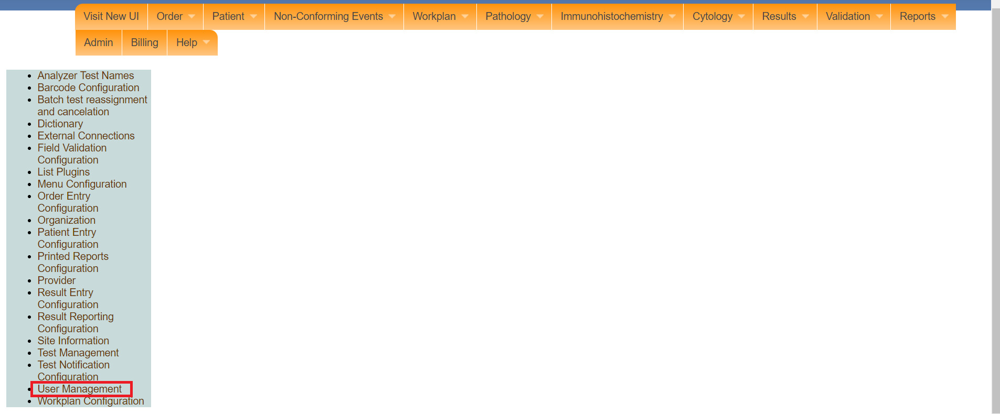 Visit New UI Order Patient Non-Conforming Events Workplan Pathology Immunohistochemistry Cytology Results Validation Reports
Admin Billing Help
Analyzer Test Names
Barcode Configuration
Batch test reassignment
and cancelation
Dictionary
External Connections
Field Validation
Configuration
List Plugins
Menu Configuration
Order Entry
Configuration
Organization
Patient Entry
Configuration
Printed Reports
Configuration
Provider
Result Entry
Configuration
Result Reporting
Configuration
Site Information
Test Management
Test Notification
Configuration
User Management
Workplan Configuration